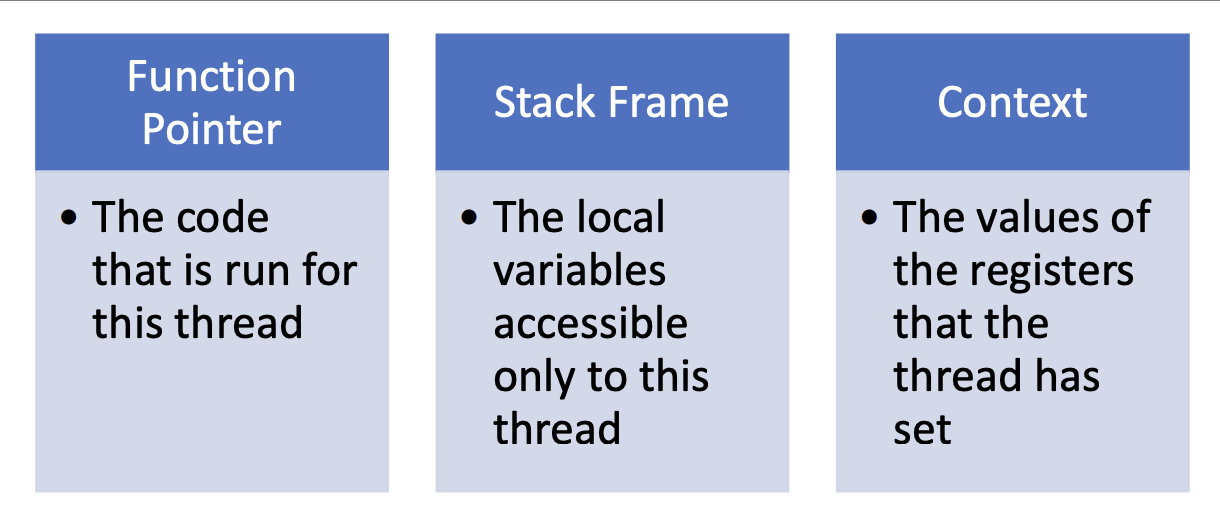 Function
Pointer
• The code
that is run for
this thread
Stack Frame
• The local
variables
accessible
only to this
thread
Context
• The values of
the registers
that the
thread has
set